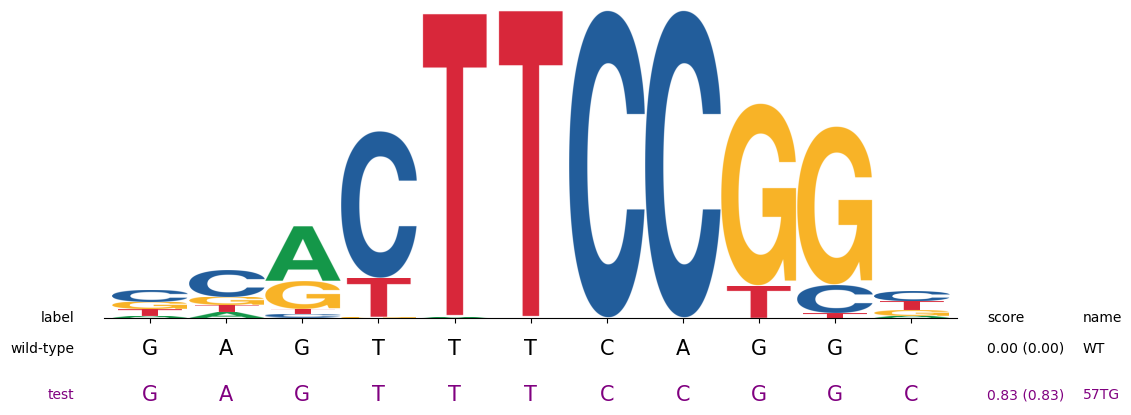 C C A C T T C C G G C
G G G T T C T
T T T T G
A A C A
label score name
wild-type G A G T T T C A G G C 0.00 (0.00) WT
test G A G T T T C C G G C 0.83 (0.83) 57TG